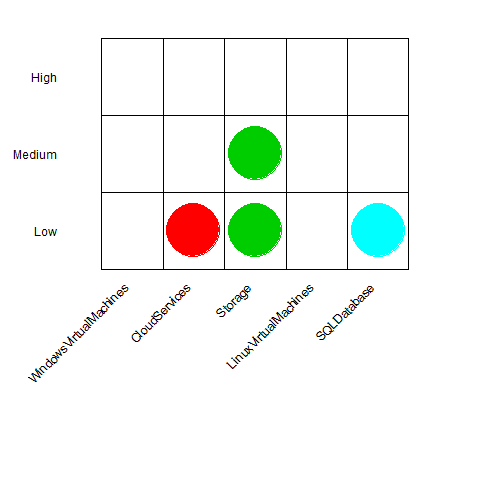 High
Medium
Low
WindowsVirtualMachines
CloudServices
Storage
LinuxVirtualMachines
SQLDatabase